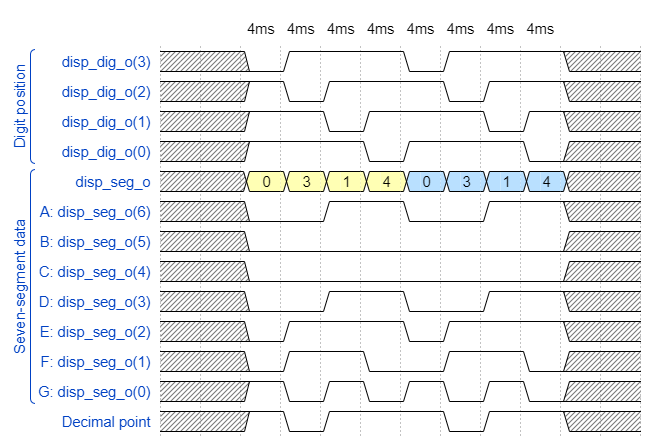 4ms 4ms 4ms 4ms 4ms 4ms 4ms 4ms
Digit position
disp_dig_o(3)
disp_dig_o(2)
disp_dig_o(1)
disp_dig_o(0)
Seven-segment data
disp_seg_o 0 3 1 4 0 3 1 4
A: disp_seg_o(6)
B: disp_seg_o(5)
C: disp_seg_o(4)
D: disp_seg_o(3)
E: disp_seg_o(2)
F: disp_seg_o(1)
G: disp_seg_o(0)
Decimal point